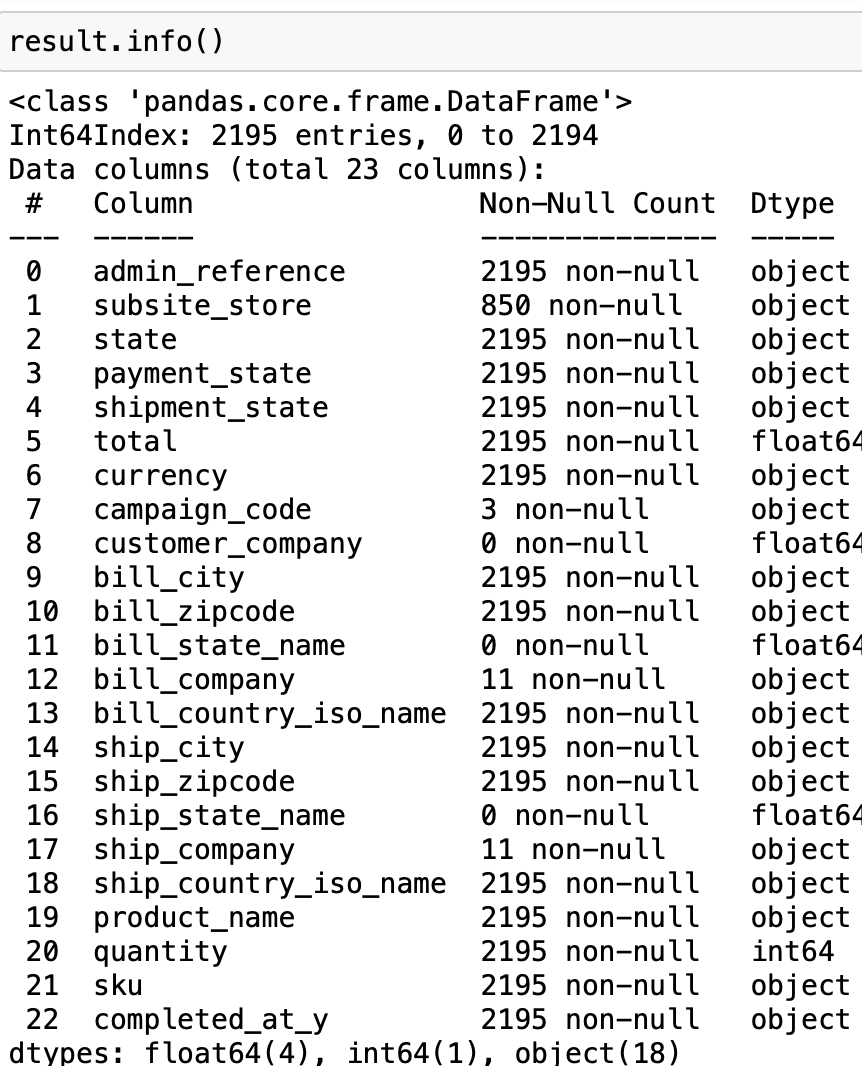 result.info()
<class 'pandas.core.frame.DataFrame'>
Int64Index: 2195 entries, 0 to 2194
Data columns (total 23 columns):
 #   Column                 Non-Null Count  Dtype
---  ------                 --------------  -----
 0   admin_reference        2195 non-null   object
 1   subsite_store          850 non-null    object
 2   state                  2195 non-null   object
 3   payment_state          2195 non-null   object
 4   shipment_state         2195 non-null   object
 5   total                  2195 non-null   float64
 6   currency               2195 non-null   object
 7   campaign_code          3 non-null      object
 8   customer_company       0 non-null      float64
 9   bill_city              2195 non-null   object
 10  bill_zipcode           2195 non-null   object
 11  bill_state_name        0 non-null      float64
 12  bill_company           11 non-null     object
 13  bill_country_iso_name  2195 non-null   object
 14  ship_city              2195 non-null   object
 15  ship_zipcode           2195 non-null   object
 16  ship_state_name        0 non-null      float64
 17  ship_company           11 non-null     object
 18  ship_country_iso_name  2195 non-null   object
 19  product_name           2195 non-null   object
 20  quantity               2195 non-null   int64
 21  sku                    2195 non-null   object
 22  completed_at_y         2195 non-null   object
dtypes: float64(4), int64(1), object(18)